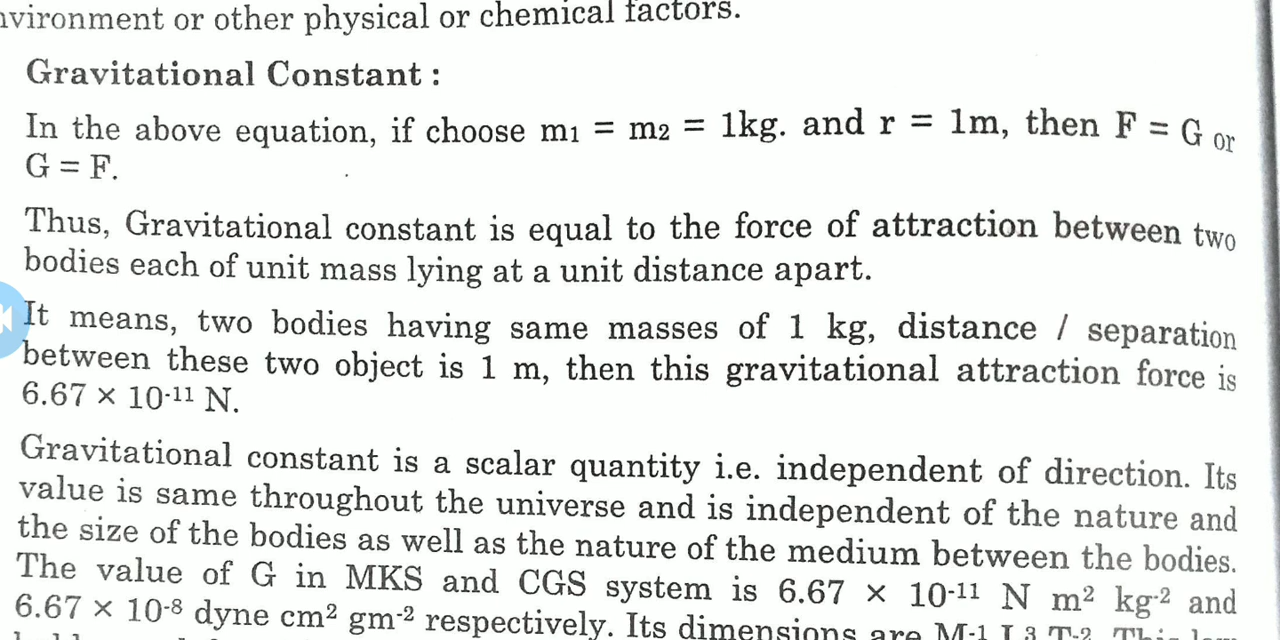 nvironment or other physical or chemical factors.
Gravitational Constant :
In the above equation, if choose m1 = m2 = 1kg. and r = 1m, then F = G or
G = F.
Thus, Gravitational constant is equal to the force of attraction between two
bodies each of unit mass lying at a unit distance apart.
It means, two bodies having same masses of 1 kg, distance / separation
between these two object is 1 m, then this gravitational attraction force is
6.67 × 10-11 N.
Gravitational constant is a scalar quantity i.e. independent of direction. Its
value is same throughout the universe and is independent of the nature and
the size of the bodies as well as the nature of the medium between the bodies.
The value of G in MKS and CGS system is 6.67 × 10-11 N m2 kg-2 and
6.67 × 10-8 dyne cm2 gm-2 respectively. Its dimensions are M-1 L3 T-2. This law